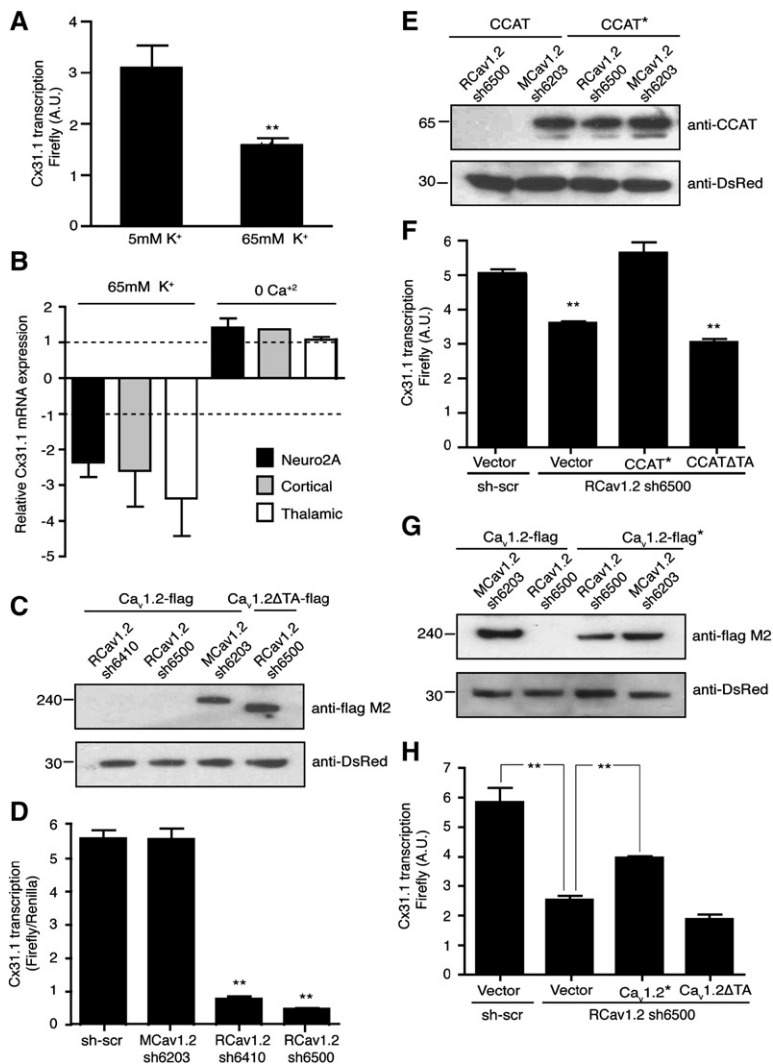 A
Cx31.1 transcription
Firefly (A.U.)
4
3
2
1
0
**
5mM K⁺
65mM K⁺
B
65mM K⁺
0 Ca⁺²
Relative Cx31.1 mRNA expression
2
1
0
-1
-2
-3
-4
-5
Neuro2A
Cortical
Thalamic
C
Caᵥ1.2-flag
Caᵥ1.2ΔTA-flag
RCav1.2 sh6410
RCav1.2 sh6500
MCav1.2 sh6203
RCav1.2 sh6500
240
anti-flag M2
30
anti-DsRed
D
Cx31.1 transcription
(Firefly/Renilla)
6
5
4
3
2
1
0
**
**
sh-scr
MCav1.2 sh6203
RCav1.2 sh6410
RCav1.2 sh6500
E
CCAT
CCAT*
RCav1.2 sh6500
MCav1.2 sh6203
RCav1.2 sh6500
MCav1.2 sh6203
65
anti-CCAT
30
anti-DsRed
F
Cx31.1 transcription
Firefly (A.U.)
6
5
4
3
2
1
0
**
**
Vector
Vector
CCAT*
CCATΔTA
sh-scr
RCav1.2 sh6500
G
Caᵥ1.2-flag
Caᵥ1.2-flag*
MCav1.2 sh6203
RCav1.2 sh6500
RCav1.2 sh6500
MCav1.2 sh6203
240
anti-flag M2
30
anti-DsRed
H
Cx31.1 transcription
Firefly (A.U.)
7
6
5
4
3
2
1
0
**
**
Vector
Vector
Caᵥ1.2*
Caᵥ1.2ΔTA
sh-scr
RCav1.2 sh6500